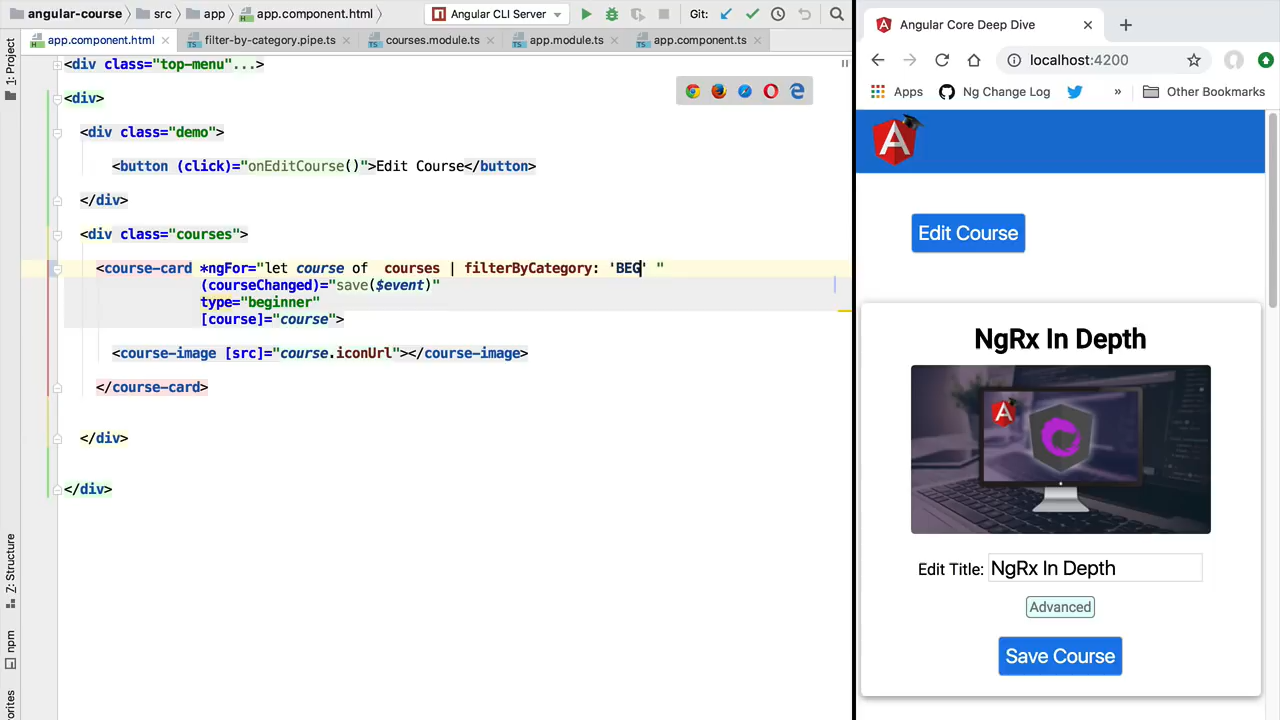 angular-course src app app.component.html Angular CLI Server Git:
app.component.html filter-by-category.pipe.ts courses.module.ts app.module.ts app.component.ts
1: Project
<div class="top-menu"...>
<div>
<div class="demo">
<button (click)="onEditCourse()">Edit Course</button>
</div>
<div class="courses">
<course-card *ngFor="let course of  courses | filterByCategory: 'BEG' "
(courseChanged)="save($event)"
type="beginner"
[course]="course">
<course-image [src]="course.iconUrl"></course-image>
</course-card>
</div>
</div>
Z: Structure
npm
Angular Core Deep Dive
localhost:4200
Apps Ng Change Log » Other Bookmarks
Edit Course
NgRx In Depth
Edit Title: NgRx In Depth
Advanced
Save Course